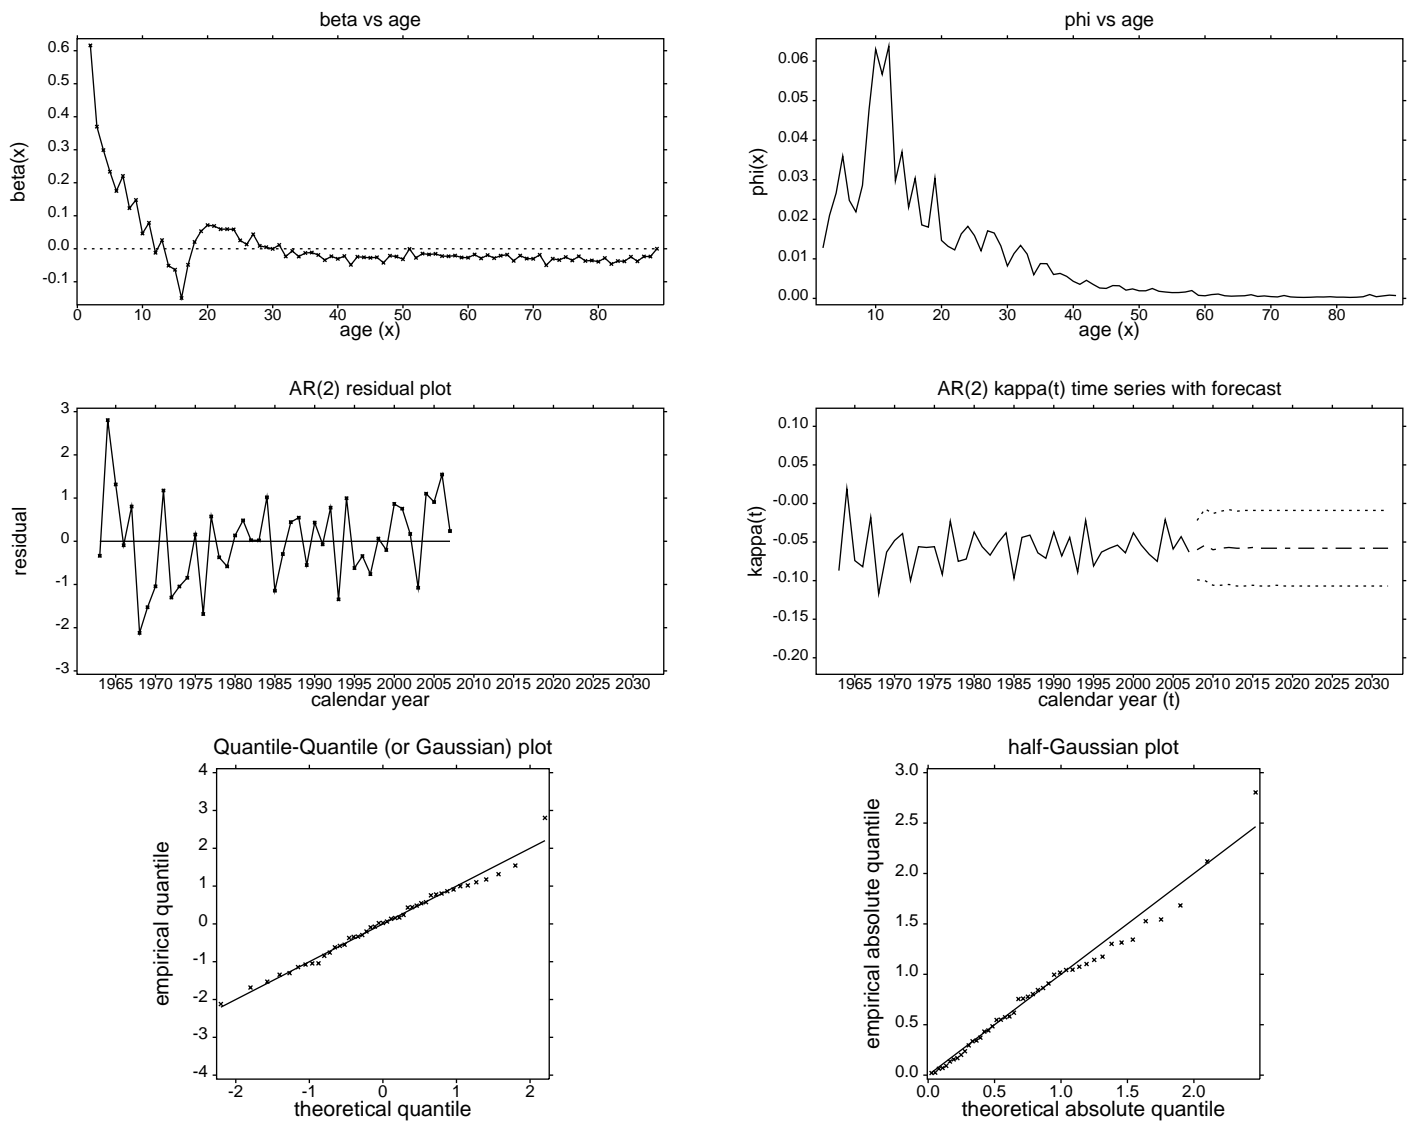 beta vs age
0.6
0.5
0.4
0.3
0.2
0.1
0.0
-0.1
beta(x)
0 10 20 30 40 50 60 70 80
age (x)
phi vs age
0.06
0.05
0.04
0.03
0.02
0.01
0.00
phi(x)
10 20 30 40 50 60 70 80
age (x)
AR(2) residual plot
3
2
1
0
-1
-2
-3
residual
1965 1970 1975 1980 1985 1990 1995 2000 2005 2010 2015 2020 2025 2030
calendar year
AR(2) kappa(t) time series with forecast
0.10
0.05
-0.00
-0.05
-0.10
-0.15
-0.20
kappa(t)
1965 1970 1975 1980 1985 1990 1995 2000 2005 2010 2015 2020 2025 2030
calendar year (t)
Quantile-Quantile (or Gaussian) plot
4
3
2
1
0
-1
-2
-3
-4
empirical quantile
-2 -1 0 1 2
theoretical quantile
half-Gaussian plot
3.0
2.5
2.0
1.5
1.0
0.5
0.0
empirical absolute quantile
0.0 0.5 1.0 1.5 2.0
theoretical absolute quantile